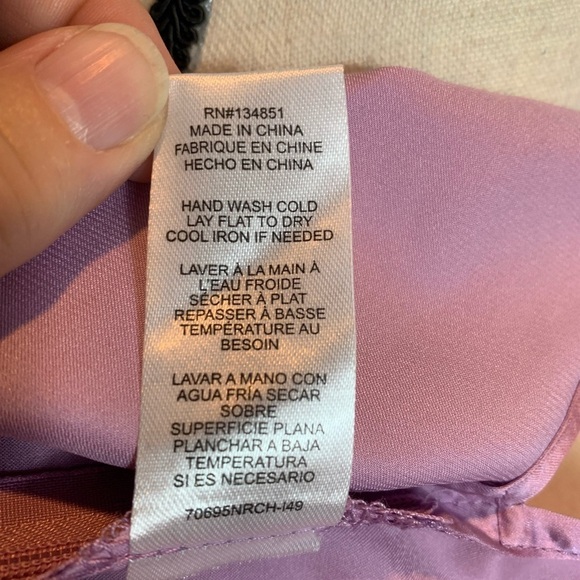 RN#134851
MADE IN CHINA
FABRIQUE EN CHINE
HECHO EN CHINA
HAND WASH COLD
LAY FLAT TO DRY
COOL IRON IF NEEDED
LAVER À LA MAIN À
L'EAU FROIDE
SÉCHER À PLAT
REPASSER À BASSE
TEMPÉRATURE AU
BESOIN
LAVAR A MANO CON
AGUA FRÍA SECAR
SOBRE
SUPERFICIE PLANA
PLANCHAR A BAJA
TEMPERATURA
SI ES NECESARIO
70695NRCH-I49